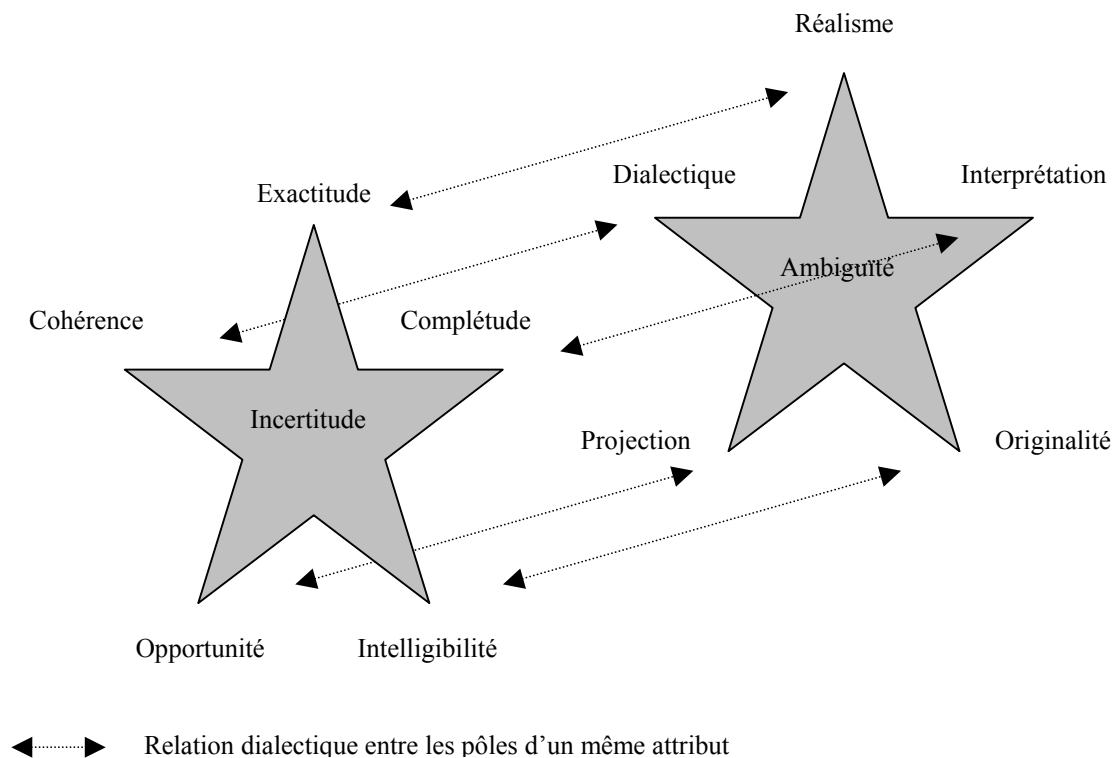 Réalisme
Dialectique
Interprétation
Exactitude
Ambiguïté
Cohérence
Complétude
Incertitude
Projection
Originalité
Opportunité
Intelligibilité
Relation dialectique entre les pôles d'un même attribut